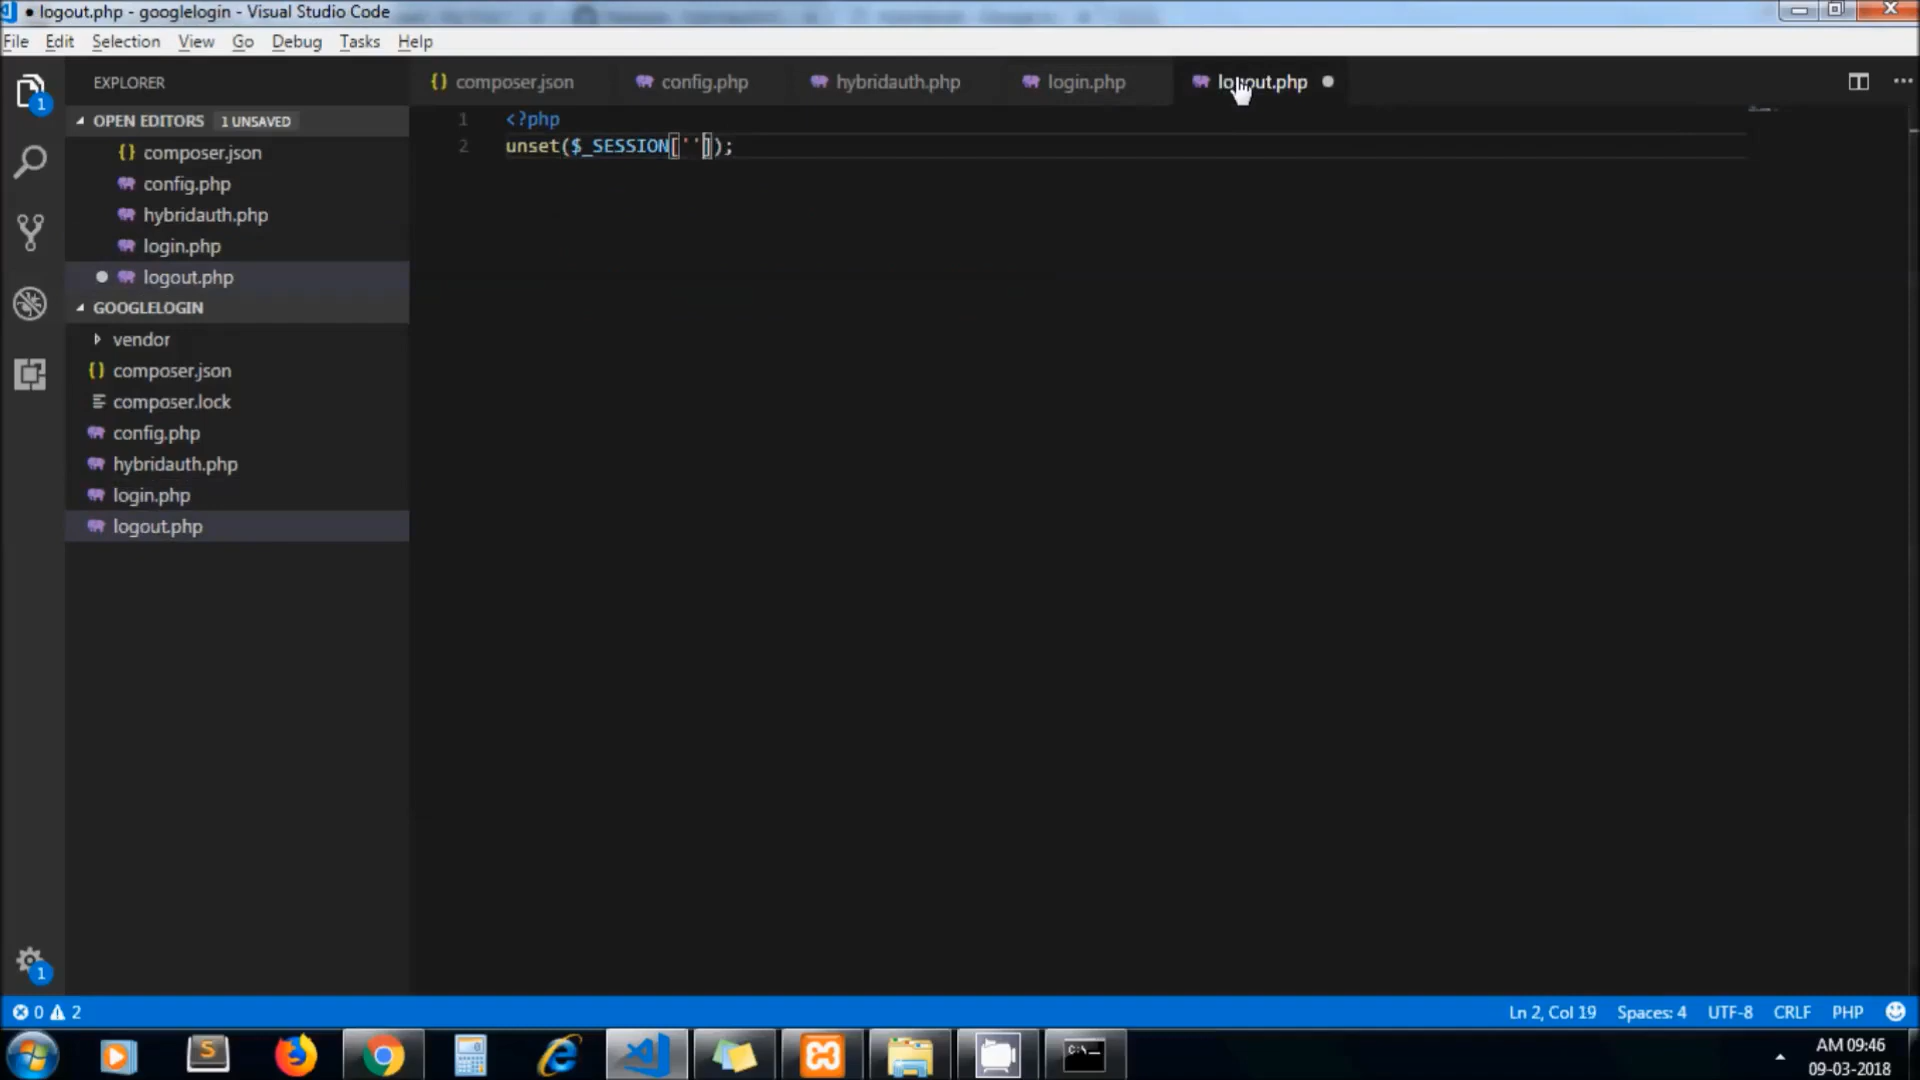 ● logout.php - googlelogin - Visual Studio Code
File Edit Selection View Go Debug Tasks Help
EXPLORER
{} composer.json
config.php
hybridauth.php
login.php
logout.php
OPEN EDITORS 1 UNSAVED
{} composer.json
config.php
hybridauth.php
login.php
logout.php
GOOGLELOGIN
vendor
{} composer.json
composer.lock
config.php
hybridauth.php
login.php
logout.php
1 <?php
2 unset($_SESSION['']);
1
1
0 2
Ln 2, Col 19 Spaces: 4 UTF-8 CRLF PHP
S
C:\_
AM 09:46
09-03-2018